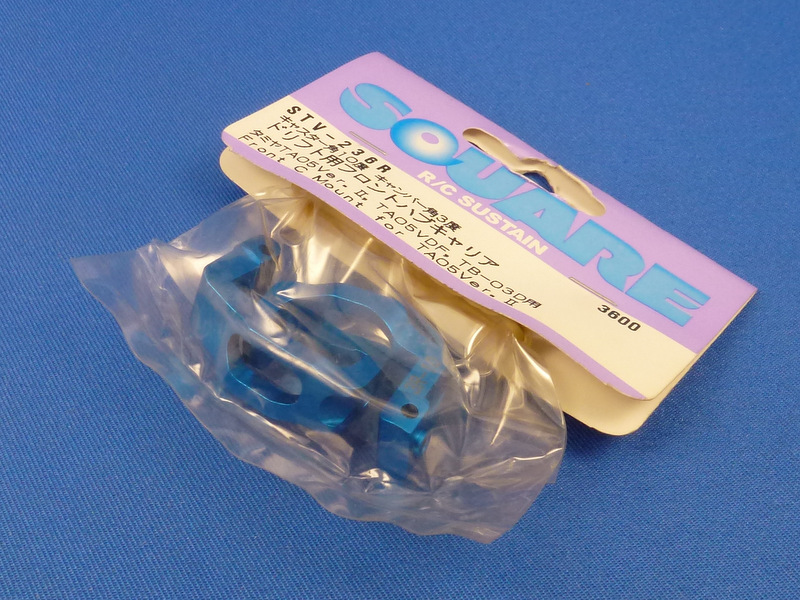 SQUARE
R/C SUSTAIN
STV-236R
キャスター角10度 キャンバー角3度
ドリフト用フロントハブキャリア
タミヤTA05Ver.Ⅱ, TA05VDF, TB-03D用
Front C Mount for TA05Ver.Ⅱ
3600